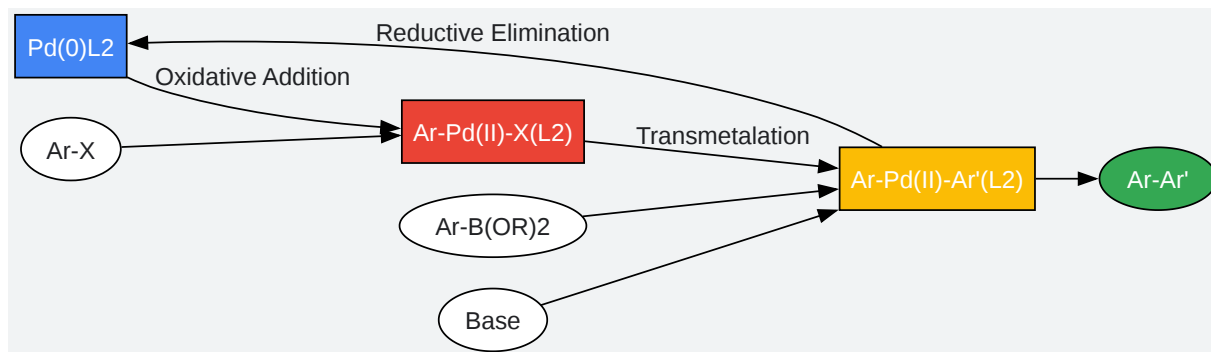 Reductive Elimination
Pd(0)L2
Oxidative Addition
Ar-X
Ar-Pd(II)-X(L2)
Transmetalation
Ar-Pd(II)-Ar'(L2)
Ar-Ar'
Ar-B(OR)2
Base